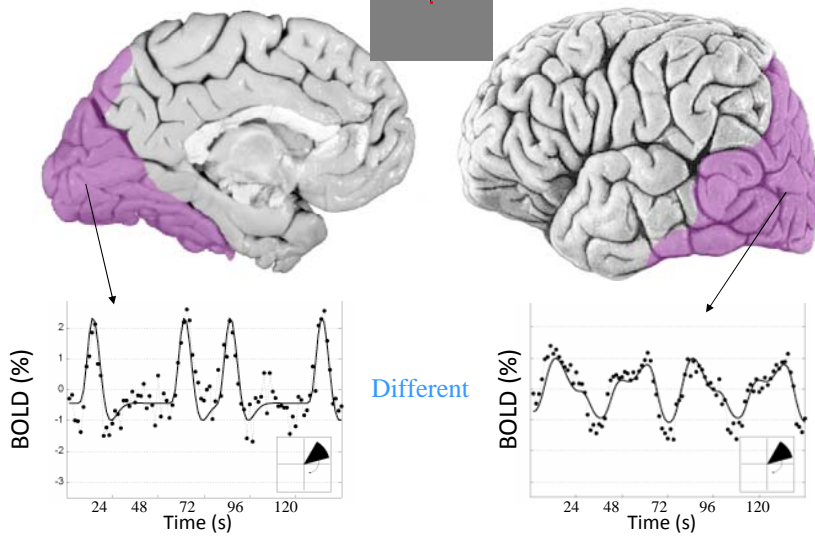 BOLD (%)
2
1
0
-1
-2
-3
24 48 72 96 120
Time (s)
Different
BOLD (%)
24 48 72 96 120
Time (s)